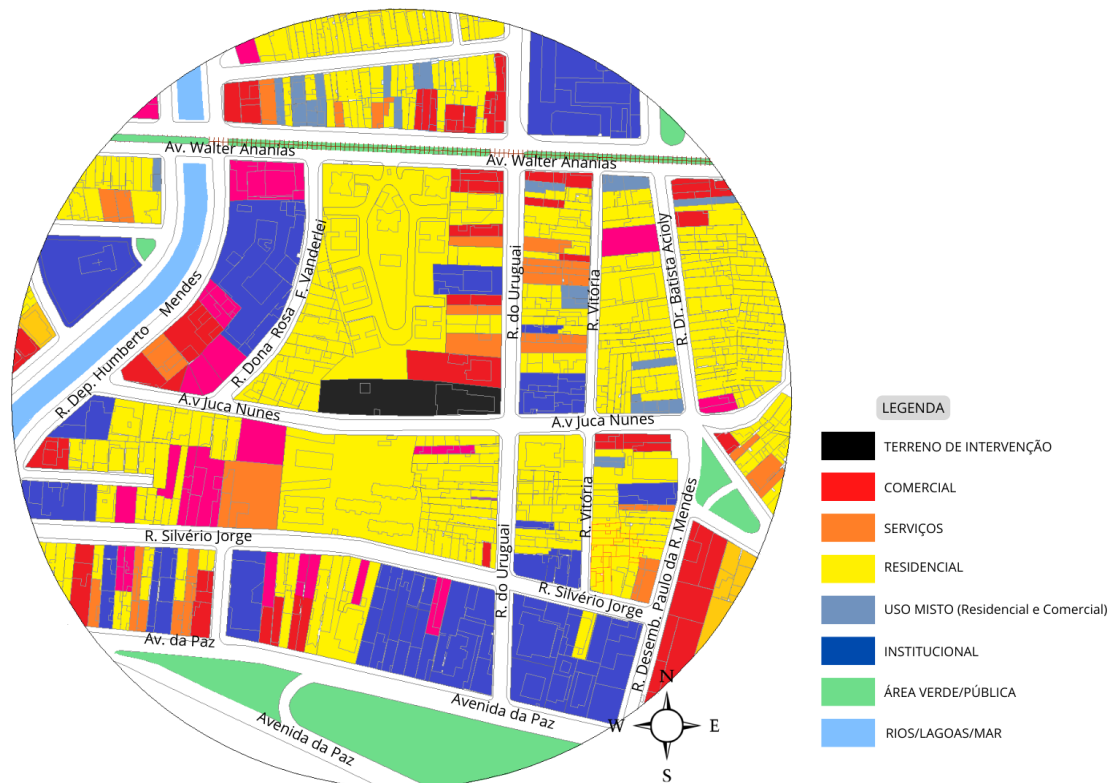 Av. Walter Ananias
Av. Walter Ananias
R. Dep. Humberto Mendes
R. Dona Rosa F. Vanderlei
R. do Uruguai
R. Vitória
R. Dr. Batista Acioly
A.v Juca Nunes
A.v Juca Nunes
R. Vitória
R. do Uruguai
R. Desemb. Paulo da R. Mendes
R. Silvério Jorge
R. Silvério Jorge
Av. da Paz
Avenida da Paz
Avenida da Paz
N
W
E
S
LEGENDA
TERRENO DE INTERVENÇÃO
COMERCIAL
SERVIÇOS
RESIDENCIAL
USO MISTO (Residencial e Comercial)
INSTITUCIONAL
ÁREA VERDE/PÚBLICA
RIOS/LAGOAS/MAR